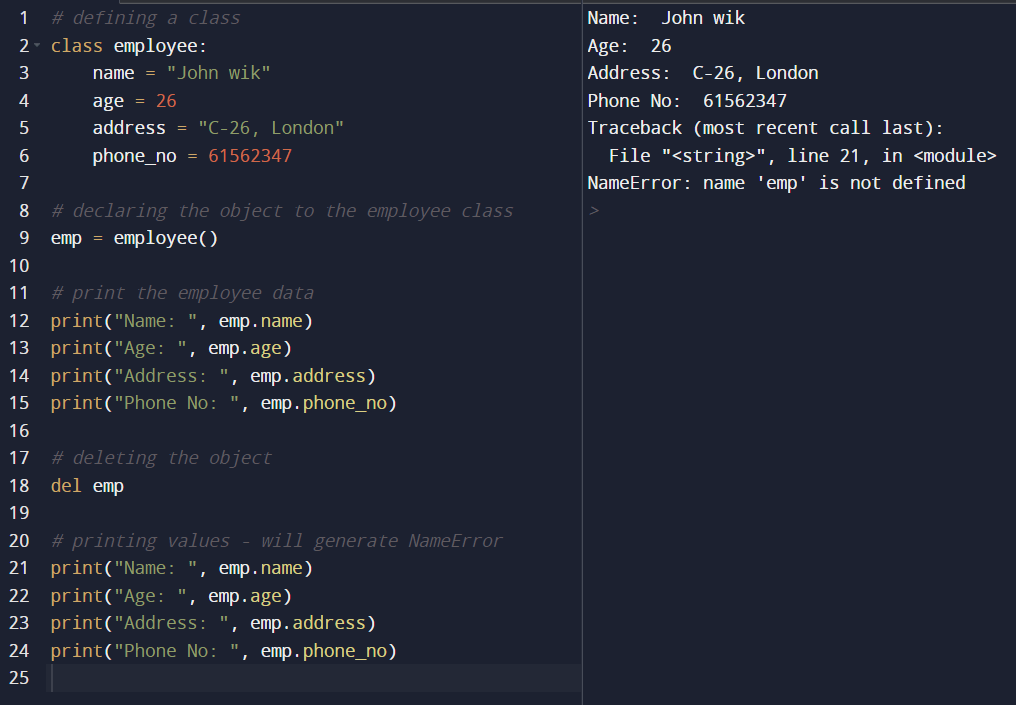 1 # defining a class
2 class employee:
3     name = "John wik"
4     age = 26
5     address = "C-26, London"
6     phone_no = 61562347
7
8 # declaring the object to the employee class
9 emp = employee()
10
11 # print the employee data
12 print("Name: ", emp.name)
13 print("Age: ", emp.age)
14 print("Address: ", emp.address)
15 print("Phone No: ", emp.phone_no)
16
17 # deleting the object
18 del emp
19
20 # printing values - will generate NameError
21 print("Name: ", emp.name)
22 print("Age: ", emp.age)
23 print("Address: ", emp.address)
24 print("Phone No: ", emp.phone_no)
25
Name:  John wik
Age:  26
Address:  C-26, London
Phone No:  61562347
Traceback (most recent call last):
  File "<string>", line 21, in <module>
NameError: name 'emp' is not defined
>